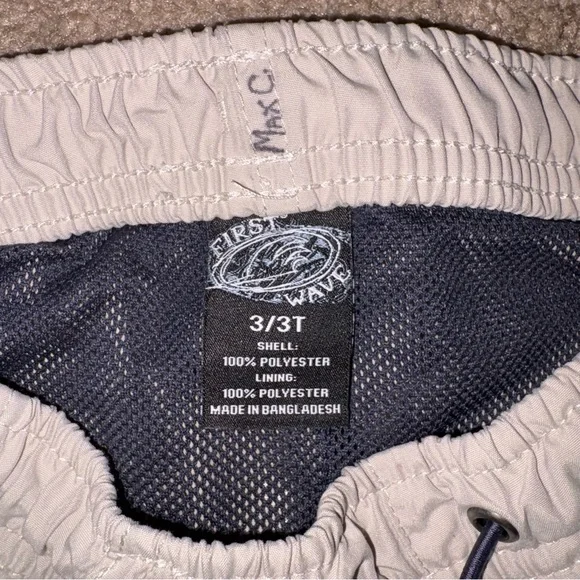 Max C.
FIRST
WAVE
3/3T
SHELL:
100% POLYESTER
LINING:
100% POLYESTER
MADE IN BANGLADESH